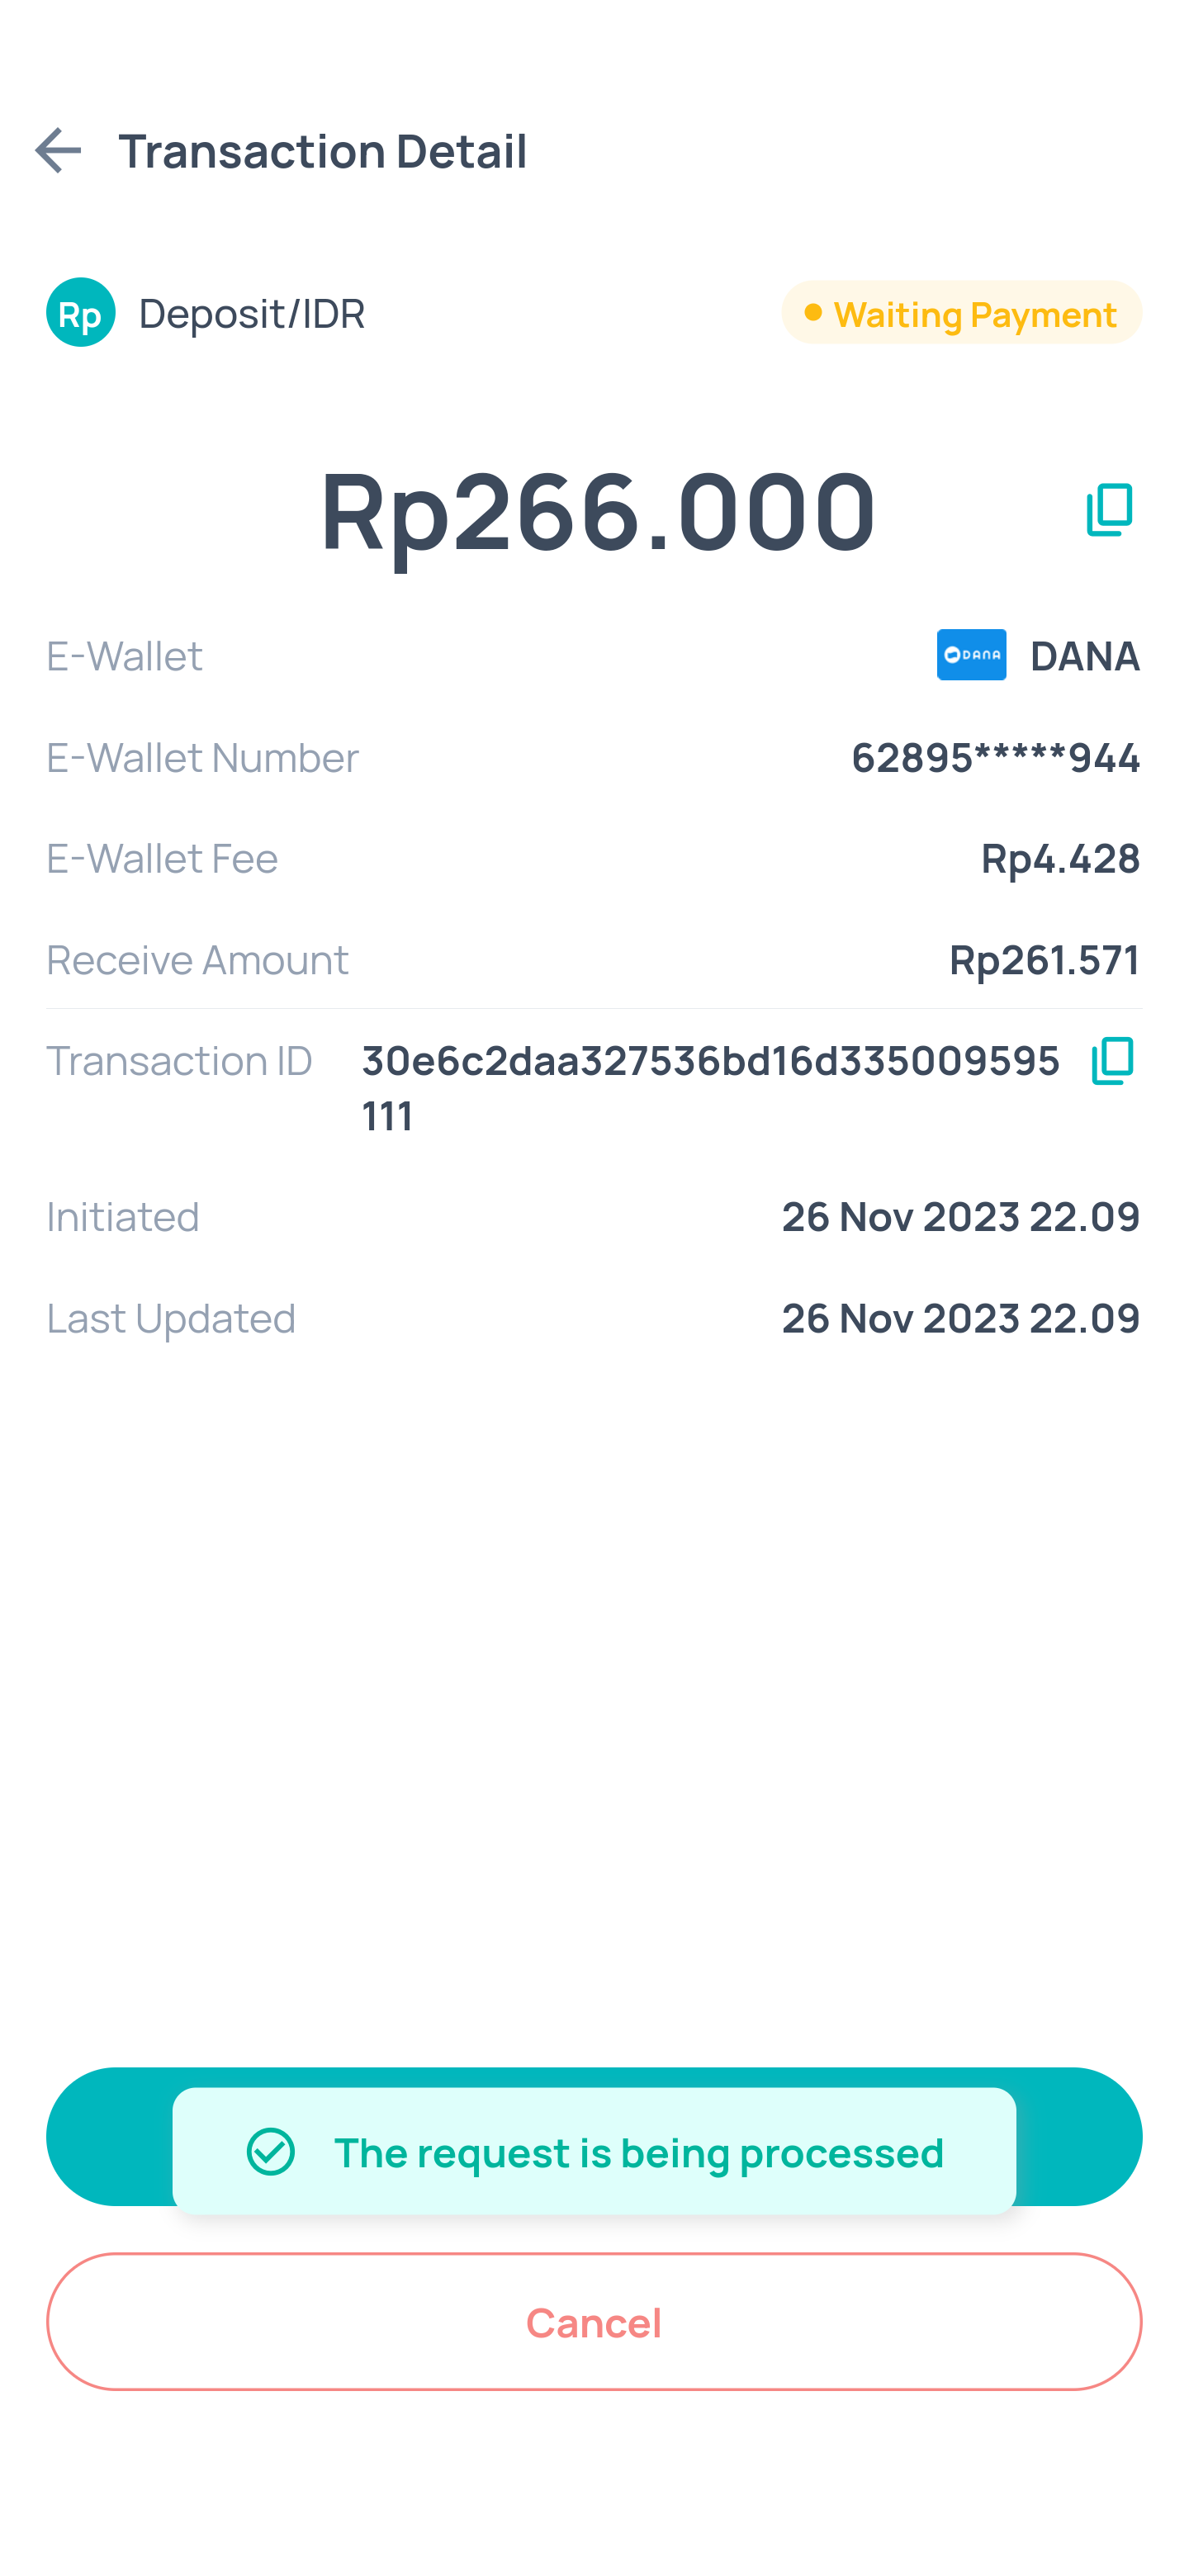 Transaction Detail
Rp Deposit/IDR Waiting Payment
Rp266.000
E-Wallet DANA DANA
E-Wallet Number 62895*****944
E-Wallet Fee Rp4.428
Receive Amount Rp261.571
Transaction ID 30e6c2daa327536bd16d335009595
111
Initiated 26 Nov 2023 22.09
Last Updated 26 Nov 2023 22.09
The request is being processed
Cancel